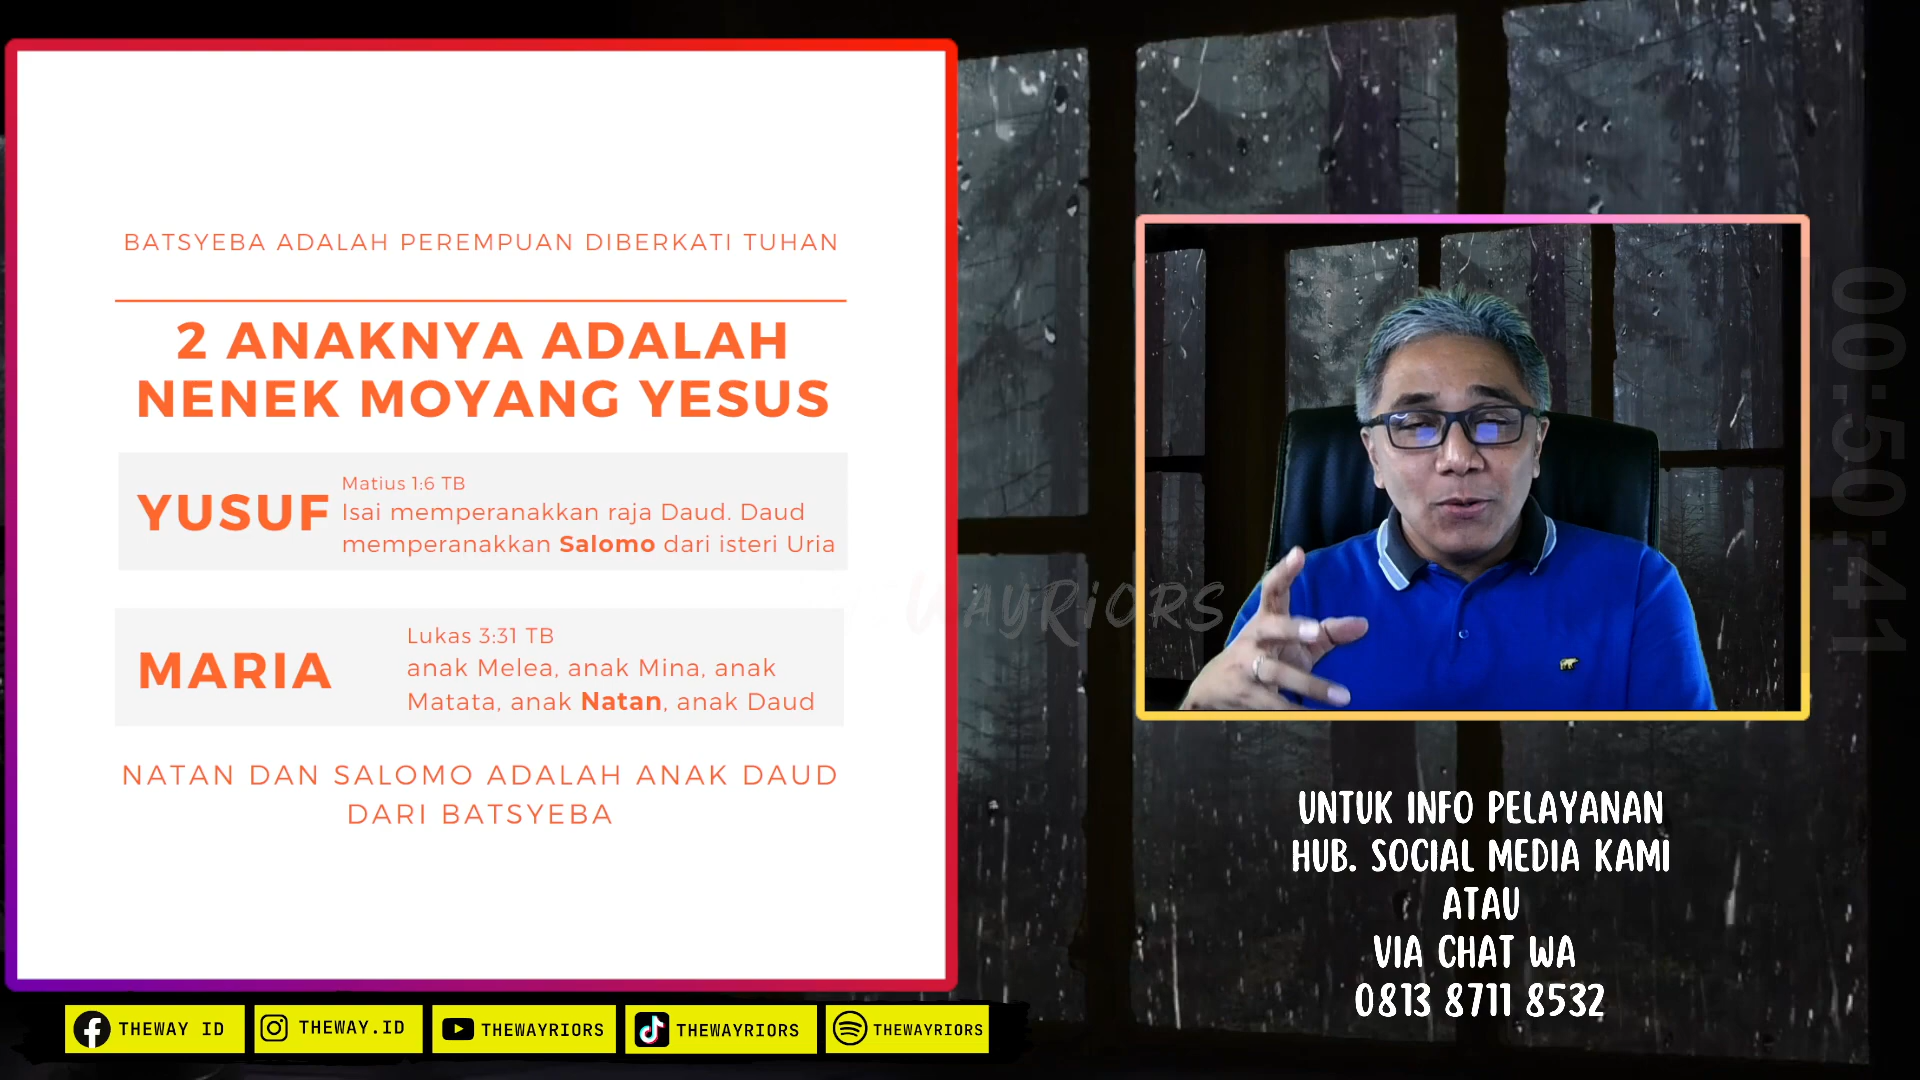 BATSYEBA ADALAH PEREMPUAN DIBERKATI TUHAN
2 ANAKNYA ADALAH
NENEK MOYANG YESUS
YUSUF
Matius 1:6 TB
Isai memperanakkan raja Daud. Daud
memperanakkan Salomo dari isteri Uria
MARIA
Lukas 3:31 TB
anak Melea, anak Mina, anak
Matata, anak Natan, anak Daud
NATAN DAN SALOMO ADALAH ANAK DAUD
DARI BATSYEBA
WAYRIORS
00:50:41
UNTUK INFO PELAYANAN
HUB. SOCIAL MEDIA KAMI
ATAU
VIA CHAT WA
0813 8711 8532
THEWAY ID
THEWAY.ID
THEWAYRIORS
THEWAYRIORS
THEWAYRIORS